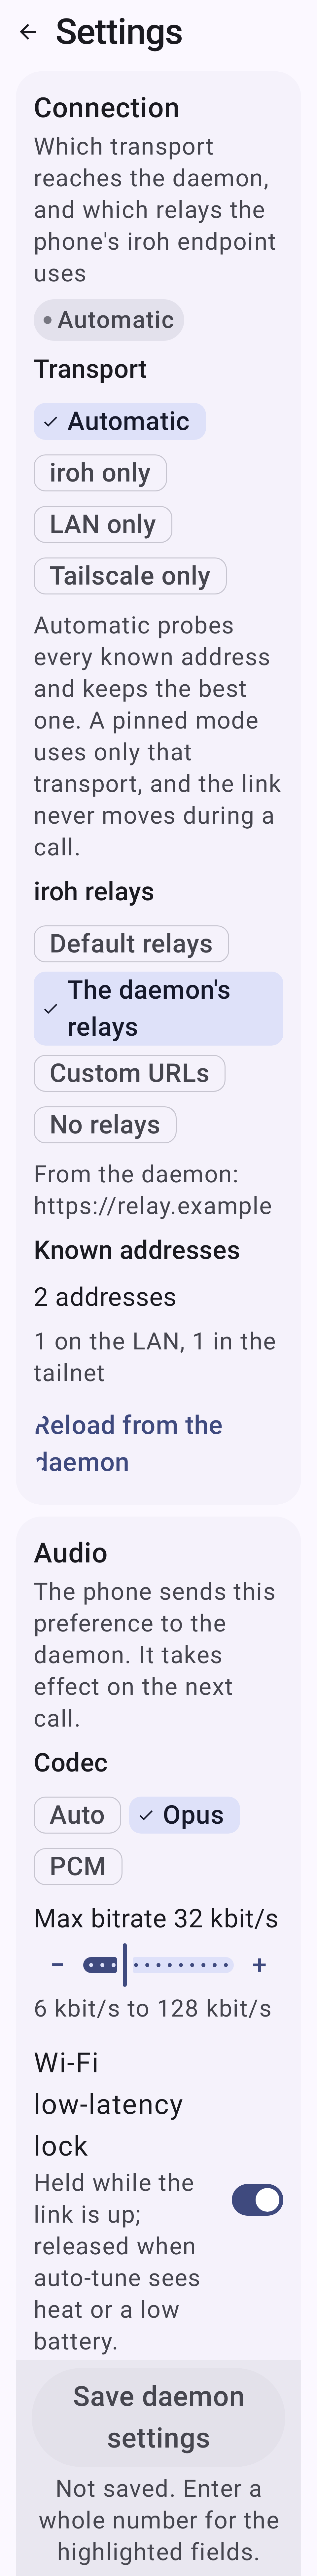 Settings
Connection
Which transport
reaches the daemon,
and which relays the
phone's iroh endpoint
uses
Automatic
Transport
Automatic
iroh only
LAN only
Tailscale only
Automatic probes
every known address
and keeps the best
one. A pinned mode
uses only that
transport, and the link
never moves during a
call.
iroh relays
Default relays
The daemon's
relays
Custom URLs
No relays
From the daemon:
https://relay.example
Known addresses
2 addresses
1 on the LAN, 1 in the
tailnet
Reload from the
daemon
Audio
The phone sends this
preference to the
daemon. It takes
effect on the next
call.
Codec
Auto
Opus
PCM
Max bitrate 32 kbit/s
− +
6 kbit/s to 128 kbit/s
Wi-Fi
low-latency
lock
Held while the
link is up;
released when
auto-tune sees
heat or a low
battery.
Save daemon
settings
Not saved. Enter a
whole number for the
highlighted fields.